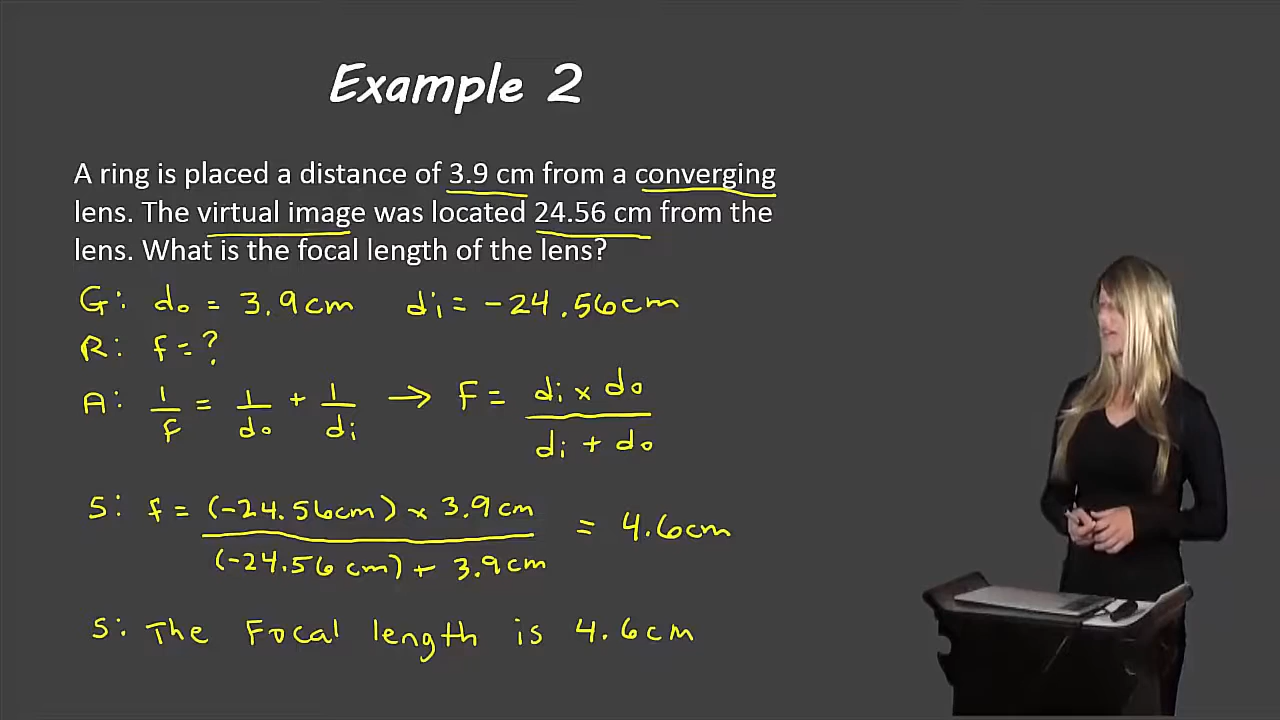 Example 2
A ring is placed a distance of 3.9 cm from a converging
lens. The virtual image was located 24.56 cm from the
lens. What is the focal length of the lens?
G: do = 3.9cm di = -24.56cm
R: f = ?
A: 1/f = 1/do + 1/di → F = di x do / di + do
S: f = (-24.56cm) x 3.9cm / (-24.56 cm) + 3.9cm = 4.6cm
S: The Focal length is 4.6cm